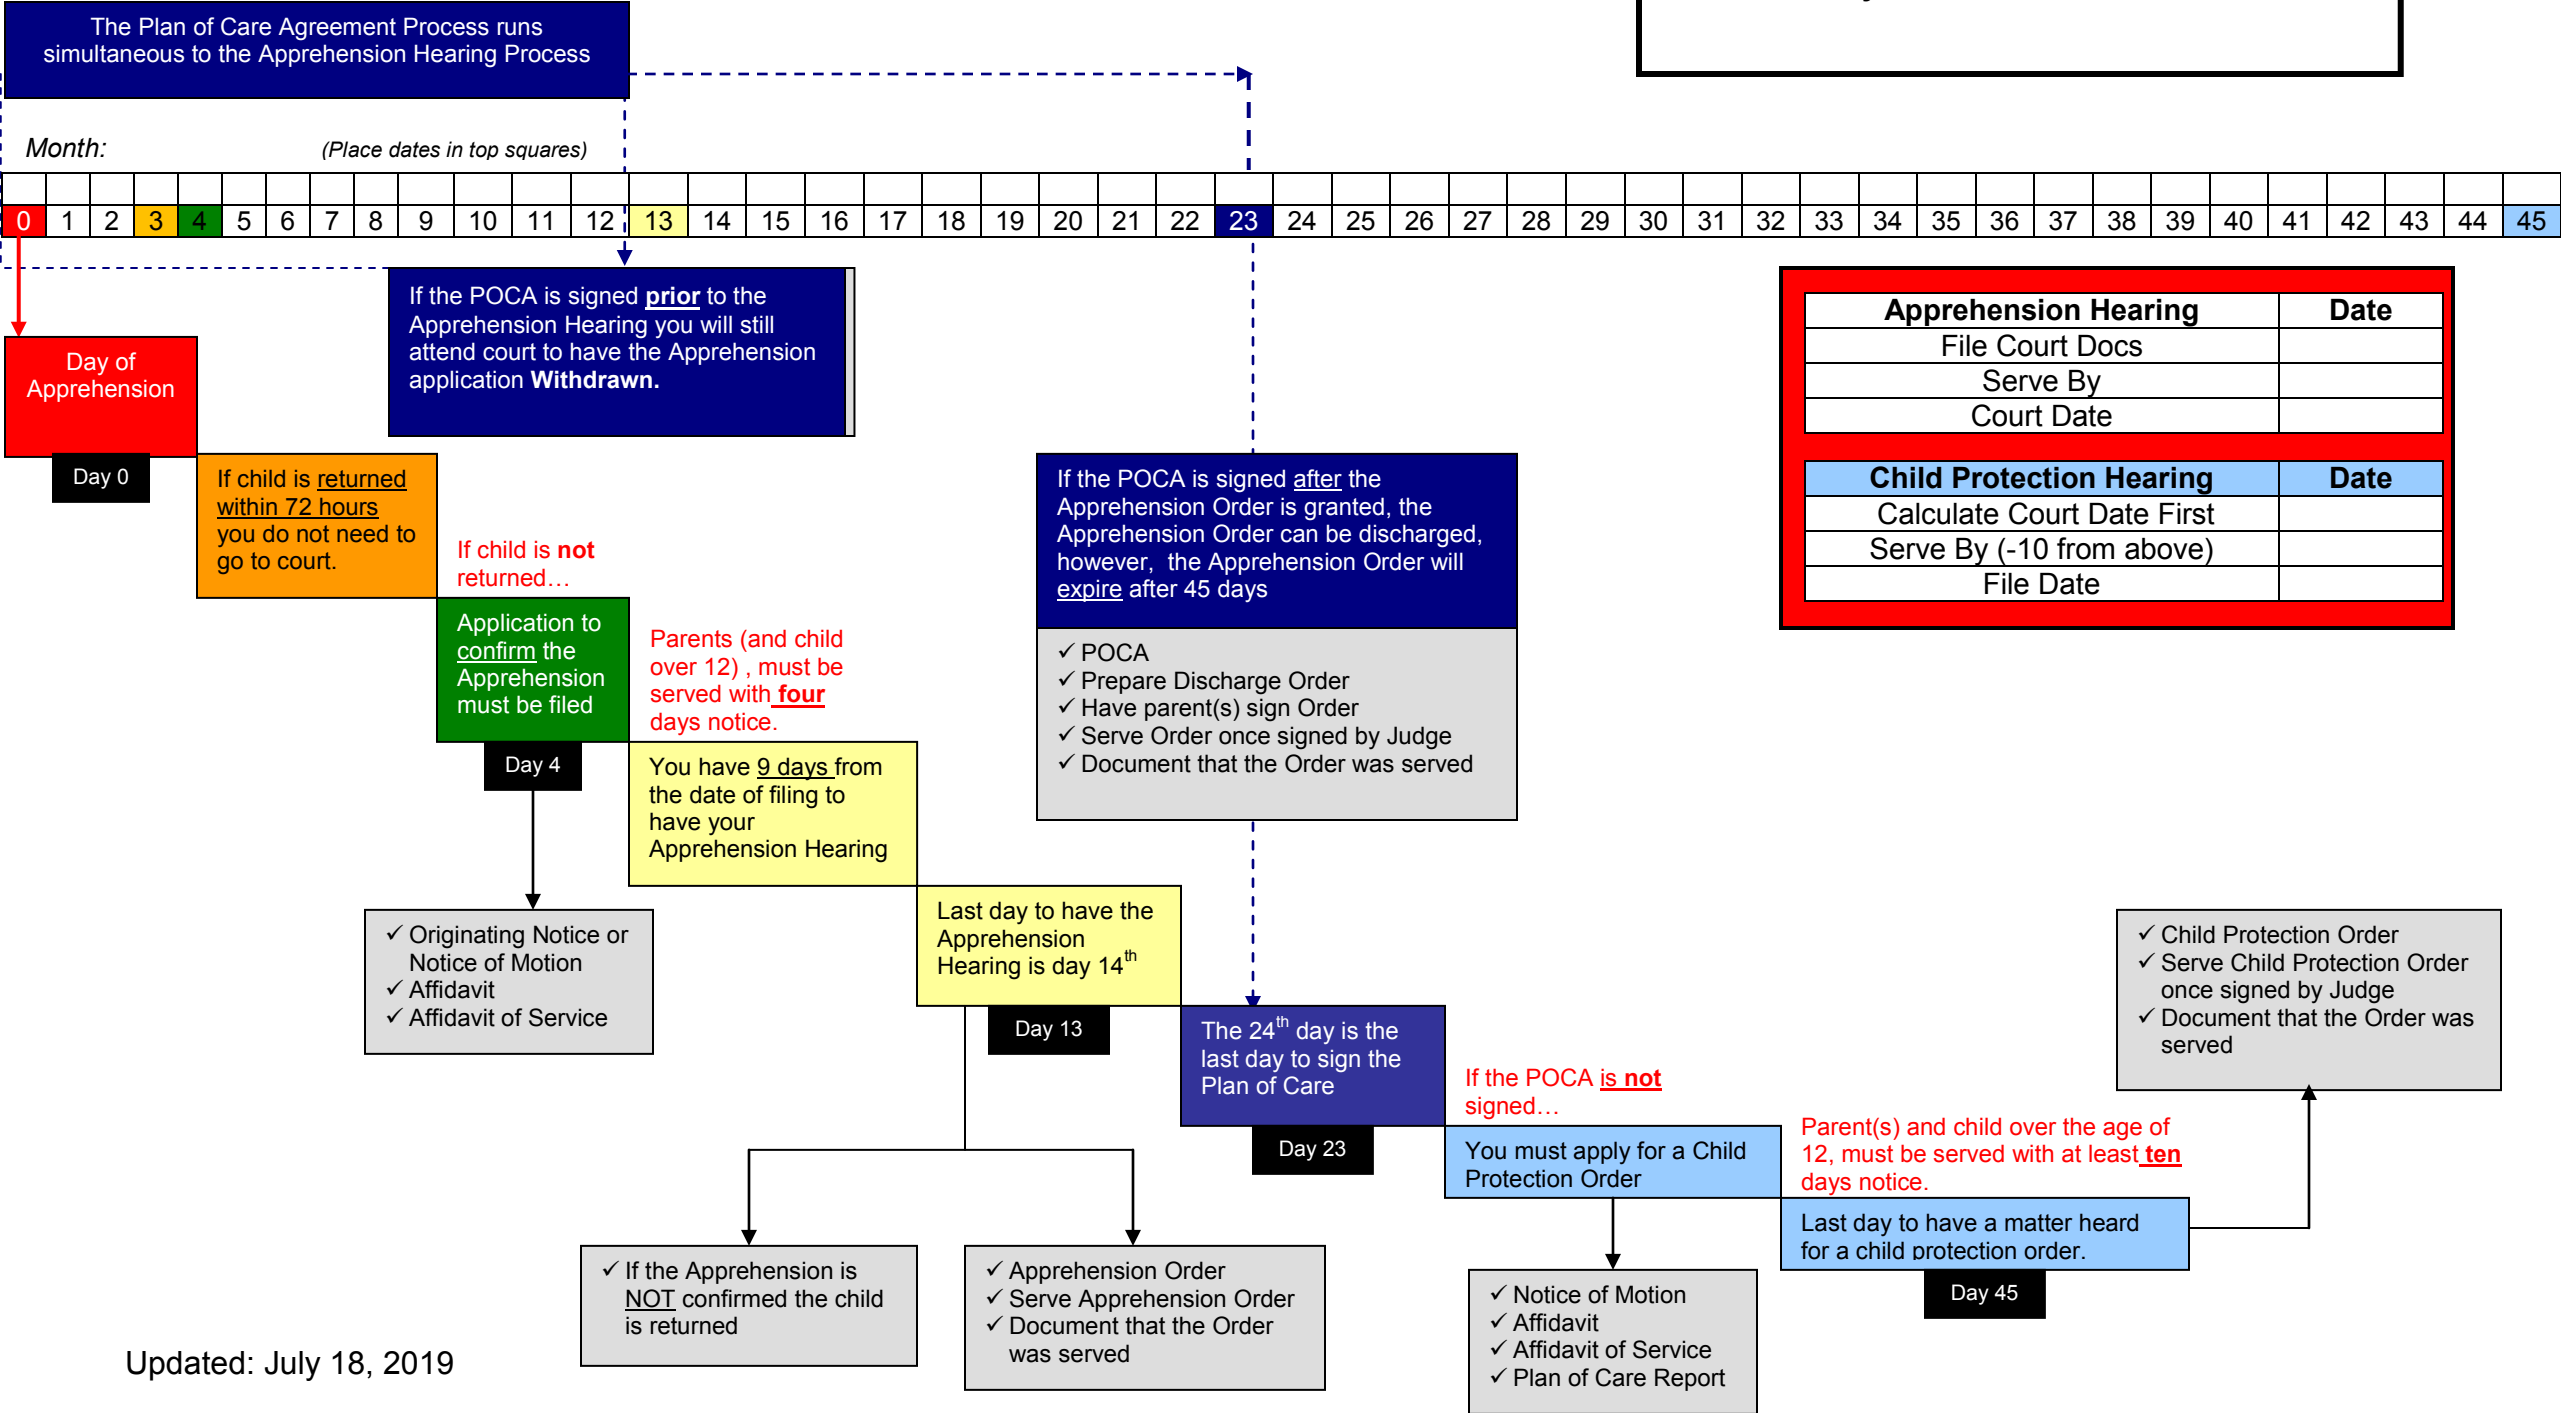 The Plan of Care Agreement Process runs
simultaneous to the Apprehension Hearing Process
Month:
(Place dates in top squares)
0 1 2 3 4 5 6 7 8 9 10 11 12 13 14 15 16 17 18 19 20 21 22 23 24 25 26 27 28 29 30 31 32 33 34 35 36 37 38 39 40 41 42 43 44 45
If the POCA is signed prior to the
Apprehension Hearing you will still
attend court to have the Apprehension
application Withdrawn.
Apprehension Hearing Date
File Court Docs
Serve By
Court Date
Child Protection Hearing Date
Calculate Court Date First
Serve By (-10 from above)
File Date
Day of
Apprehension
Day 0
If child is returned
within 72 hours
you do not need to
go to court.
If child is not
returned…
Application to
confirm the
Apprehension
must be filed
Day 4
Parents (and child
over 12) , must be
served with four
days notice.
You have 9 days from
the date of filing to
have your
Apprehension Hearing
If the POCA is signed after the
Apprehension Order is granted, the
Apprehension Order can be discharged,
however, the Apprehension Order will
expire after 45 days
✓ POCA
✓ Prepare Discharge Order
✓ Have parent(s) sign Order
✓ Serve Order once signed by Judge
✓ Document that the Order was served
✓ Originating Notice or
Notice of Motion
✓ Affidavit
✓ Affidavit of Service
Last day to have the
Apprehension
Hearing is day 14th
Day 13
The 24th day is the
last day to sign the
Plan of Care
Day 23
If the POCA is not
signed…
You must apply for a Child
Protection Order
Parent(s) and child over the age of
12, must be served with at least ten
days notice.
Last day to have a matter heard
for a child protection order.
Day 45
✓ Child Protection Order
✓ Serve Child Protection Order
once signed by Judge
✓ Document that the Order was
served
✓ If the Apprehension is
NOT confirmed the child
is returned
✓ Apprehension Order
✓ Serve Apprehension Order
✓ Document that the Order
was served
✓ Notice of Motion
✓ Affidavit
✓ Affidavit of Service
✓ Plan of Care Report
Updated: July 18, 2019